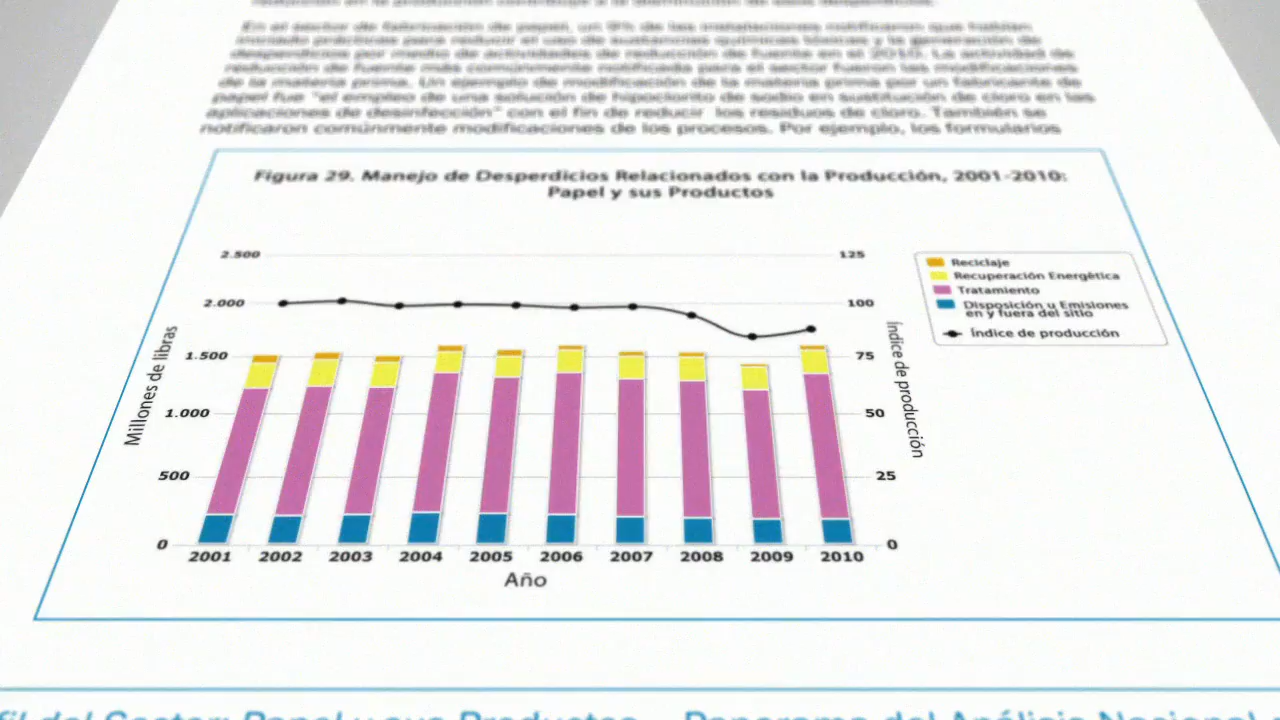 En el sector de fabricación de papel, un 9% de las instalaciones notificaron que habían
iniciado prácticas para reducir el uso de sustancias químicas tóxicas y la generación de
desperdicios por medio de actividades de reducción de fuente en el 2010. La actividad de
reducción de fuente más comúnmente notificada para el sector fueron las modificaciones
de la materia prima. Un ejemplo de modificación de la materia prima por un fabricante de
papel fue "el empleo de una solución de hipoclorito de sodio en sustitución de cloro en las
aplicaciones de desinfección" con el fin de reducir los residuos de cloro. También se
notificaron comúnmente modificaciones de los procesos. Por ejemplo, los formularios
Figura 29. Manejo de Desperdicios Relacionados con la Producción, 2001-2010:
Papel y sus Productos
2.500
2.000
1.500
1.000
500
0
Millones de libras
125
100
75
50
25
0
Índice de producción
2001 2002 2003 2004 2005 2006 2007 2008 2009 2010
Año
Reciclaje
Recuperación Energética
Tratamiento
Disposición u Emisiones
en y fuera del sitio
Índice de producción
del Sector: Papel y sus Productos Panorama del Análisis Nacional